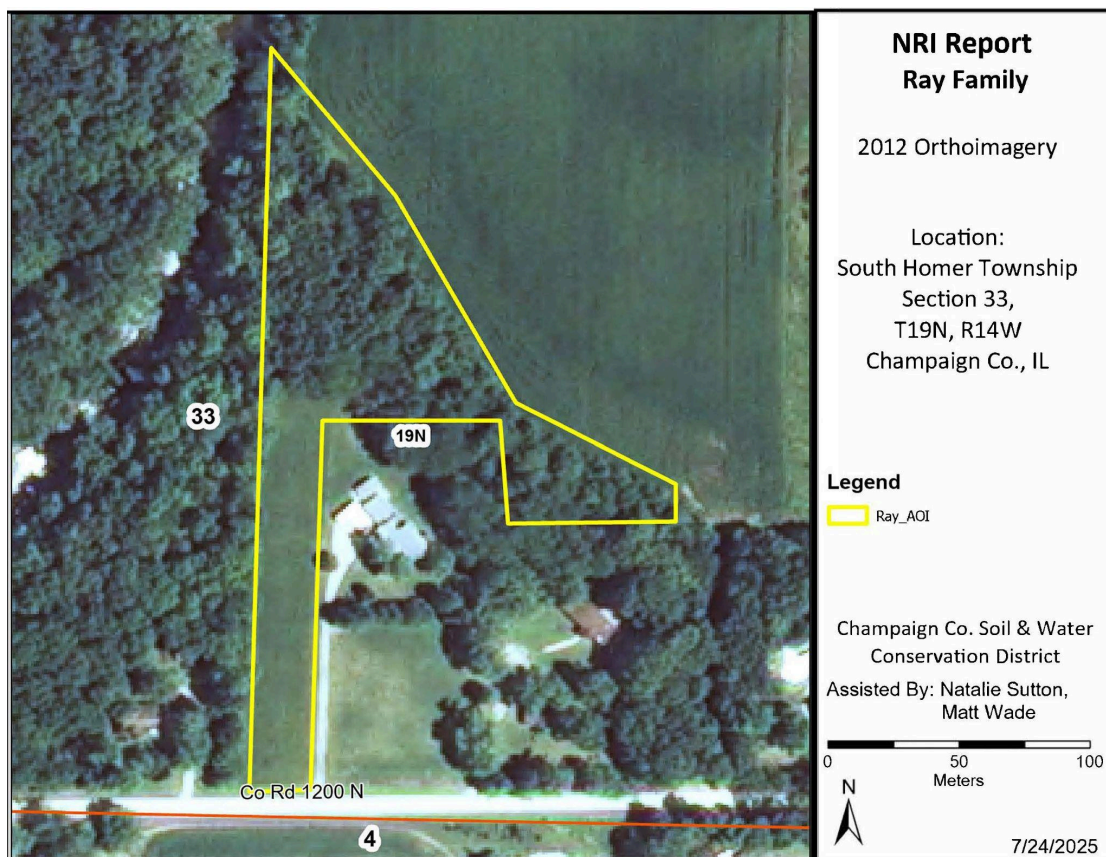 33
19N
Co Rd 1200 N
4
NRI Report
Ray Family
2012 Orthoimagery
Location:
South Homer Township
Section 33,
T19N, R14W
Champaign Co., IL
Legend
Ray_AOI
Champaign Co. Soil & Water
Conservation District
Assisted By: Natalie Sutton,
Matt Wade
0 50 100
Meters
N
7/24/2025